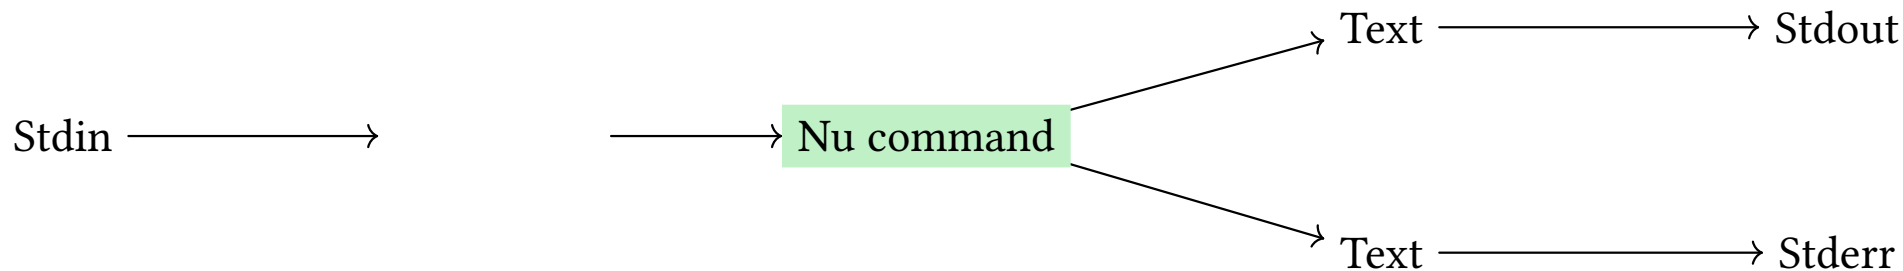 Text
Stdout
Stdin
Nu command
Text
Stderr